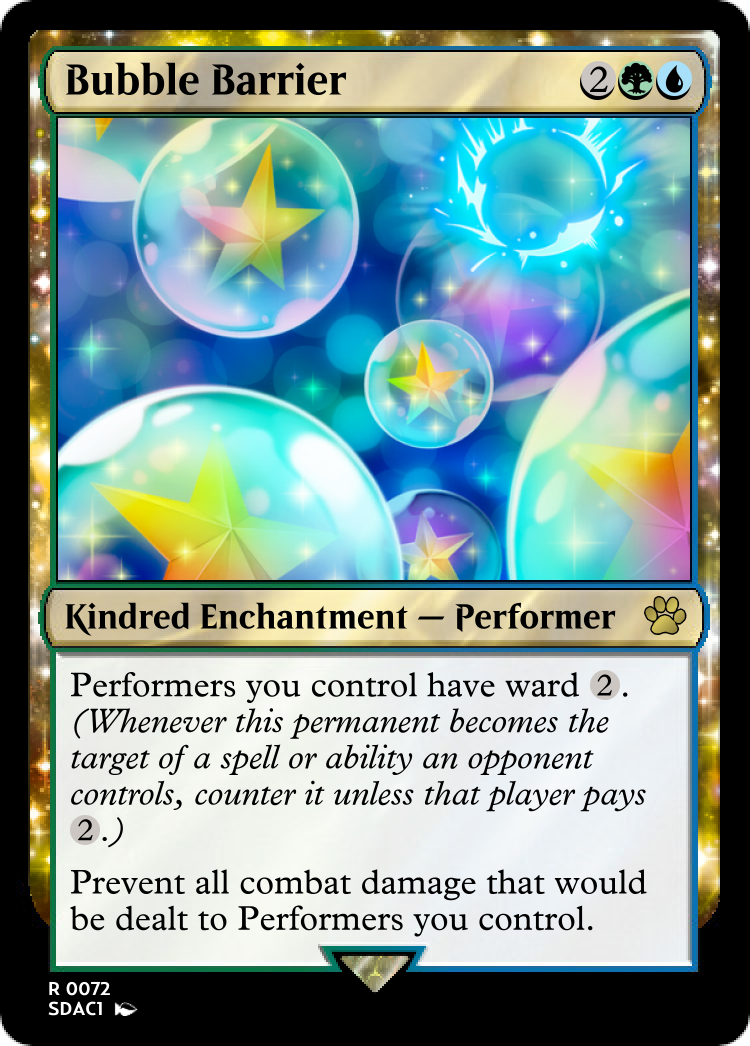 Bubble Barrier 2
Kindred Enchantment — Performer
Performers you control have ward 2.
(Whenever this permanent becomes the
target of a spell or ability an opponent
controls, counter it unless that player pays
2.)
Prevent all combat damage that would
be dealt to Performers you control.
R 0072
SDAC1